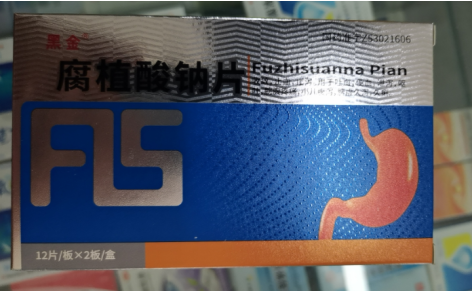 黑金®
国药准字Z53021606
腐植酸钠片
Fuzhisuanna Pian
FLS
12片/板×2板/盒